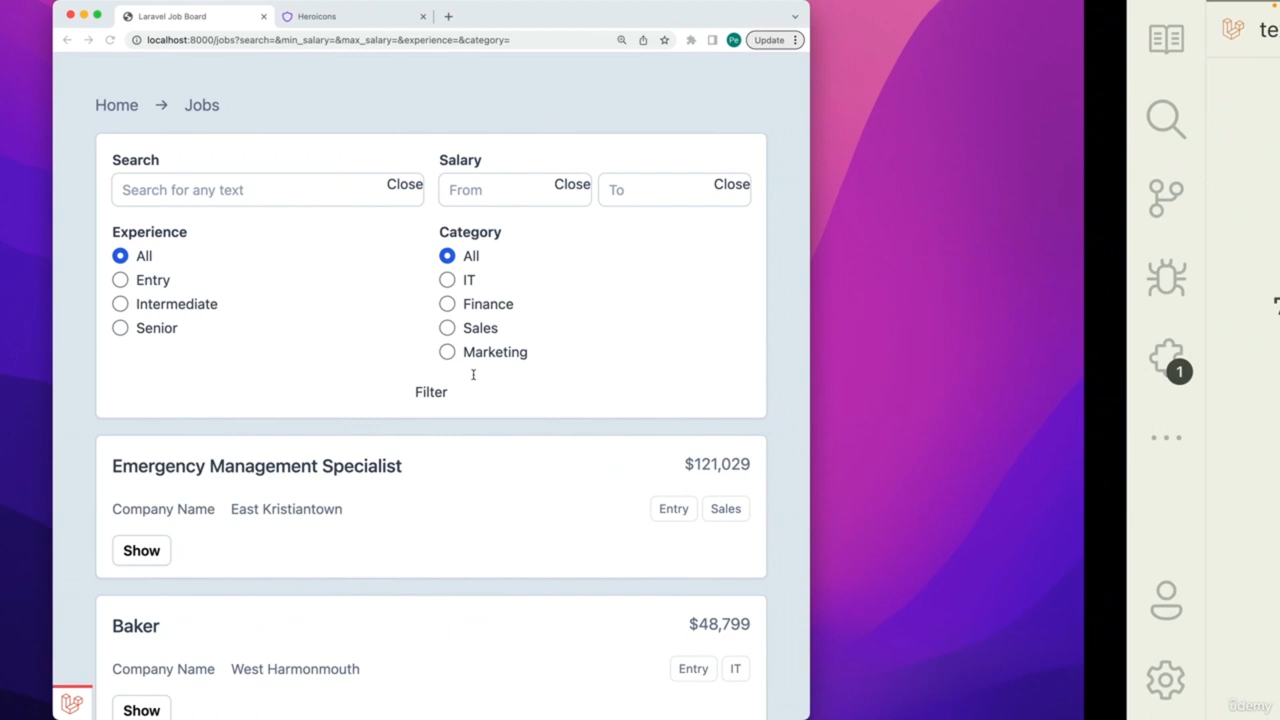 Laravel Job Board
Heroicons
localhost:8000/jobs?search=&min_salary=&max_salary=&experience=&category=
Pe
Update
te
Home → Jobs
Search
Salary
Search for any text
Close
From
Close
To
Close
Experience
Category
All
All
Entry
IT
Intermediate
Finance
Senior
Sales
Marketing
Filter
1
Emergency Management Specialist
$121,029
Company Name East Kristiantown
Entry
Sales
Show
Baker
$48,799
Company Name West Harmonmouth
Entry
IT
Show
ûdemy